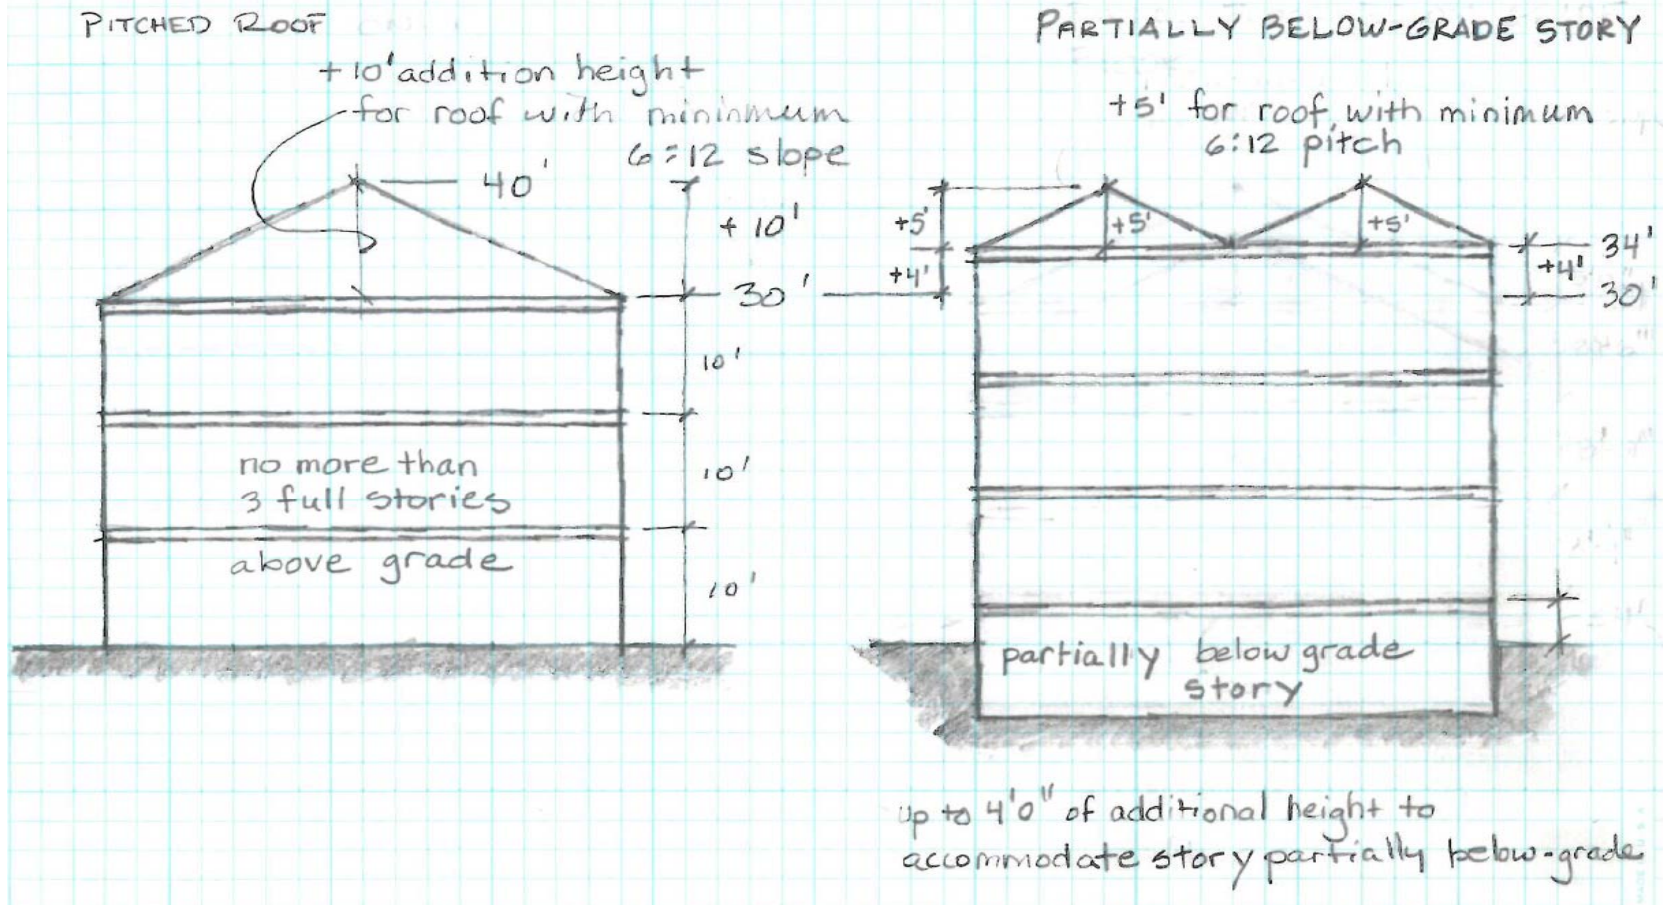 PITCHED ROOF
+10' addition height
for roof with mininmum
6:12 slope
40'
+10'
30'
10'
no more than
3 full stories
10'
above grade
10'
PARTIALLY BELOW-GRADE STORY
+5' for roof with minimum
6:12 pitch
+5'
+5'
+5'
34'
+4'
+4'
30'
partially below grade
story
up to 4'0" of additional height to
accommodate story partially below-grade